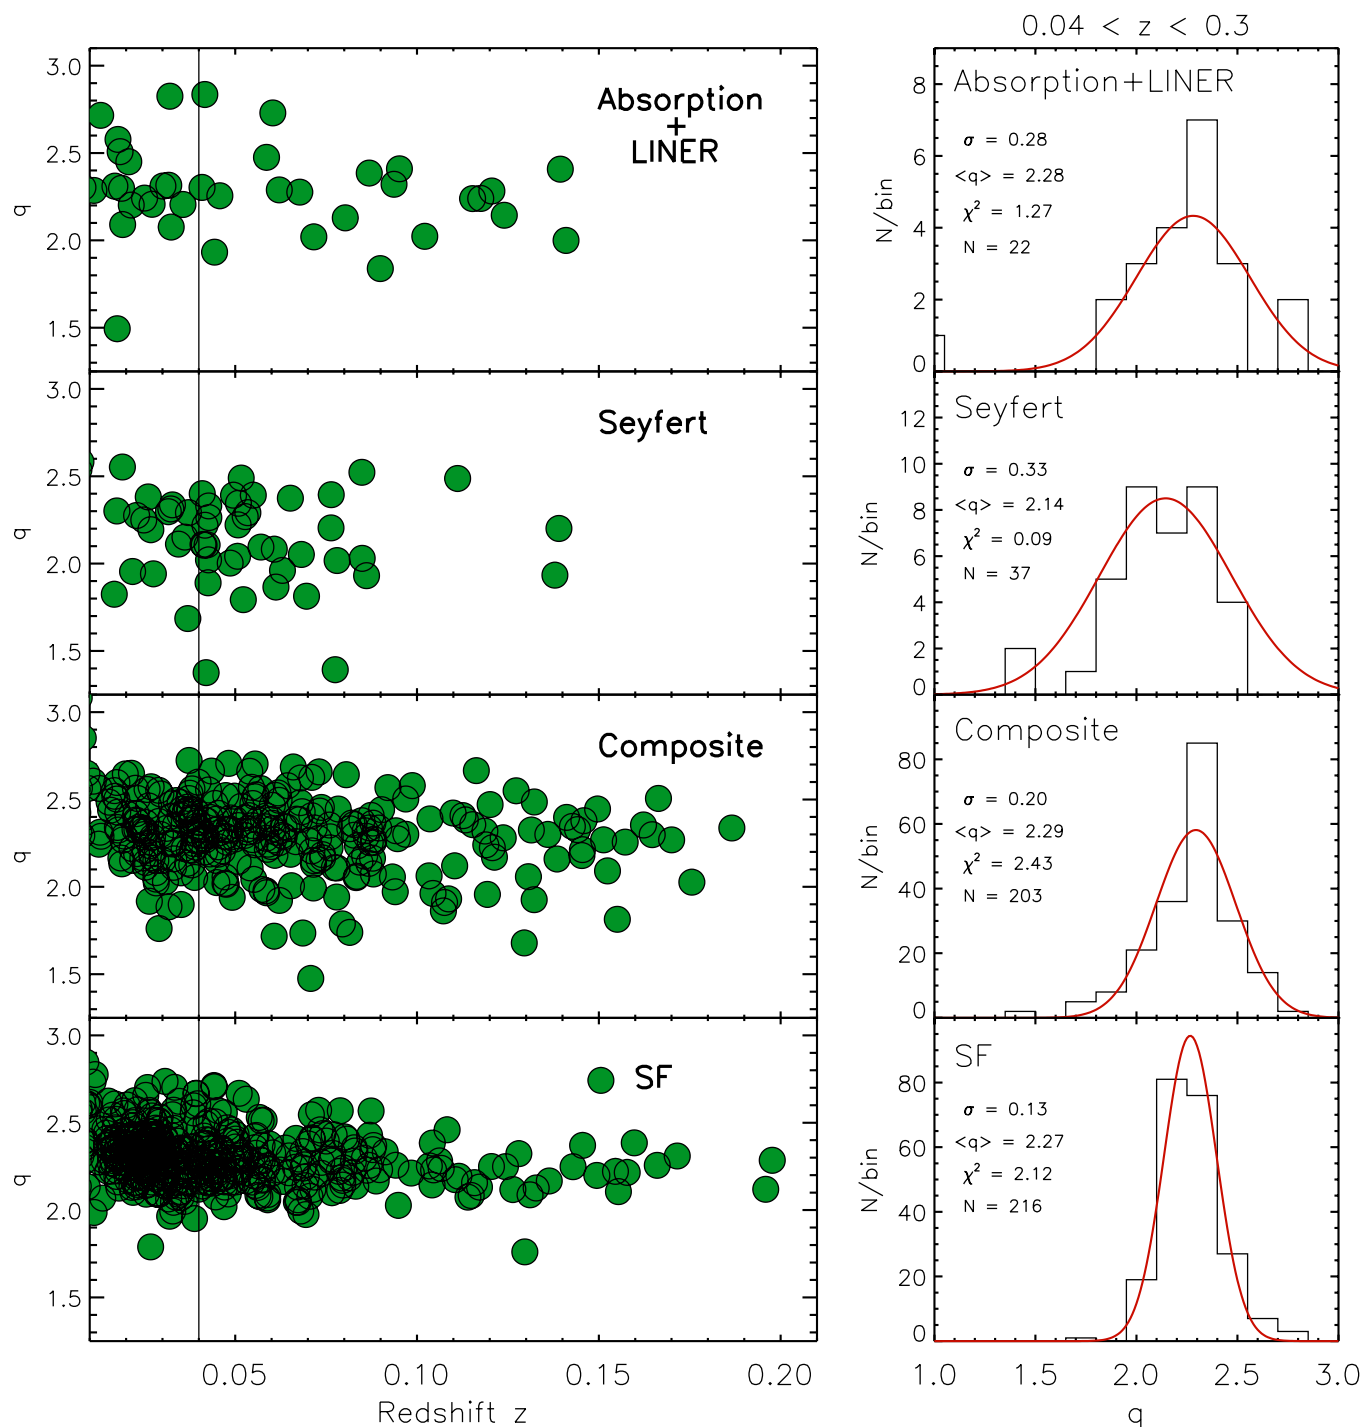 0.04 < z < 0.3
3.0
2.5
2.0
1.5
q
Absorption
+
LINER
8
6
4
2
0
N/bin
Absorption+LINER
σ = 0.28
<q> = 2.28
χ² = 1.27
N = 22
3.0
2.5
2.0
1.5
q
Seyfert
12
10
8
6
4
2
0
N/bin
Seyfert
σ = 0.33
<q> = 2.14
χ² = 0.09
N = 37
3.0
2.5
2.0
1.5
q
Composite
80
60
40
20
0
N/bin
Composite
σ = 0.20
<q> = 2.29
χ² = 2.43
N = 203
3.0
2.5
2.0
1.5
q
SF
80
60
40
20
0
N/bin
SF
σ = 0.13
<q> = 2.27
χ² = 2.12
N = 216
0.05 0.10 0.15 0.20
Redshift z
1.0 1.5 2.0 2.5 3.0
q